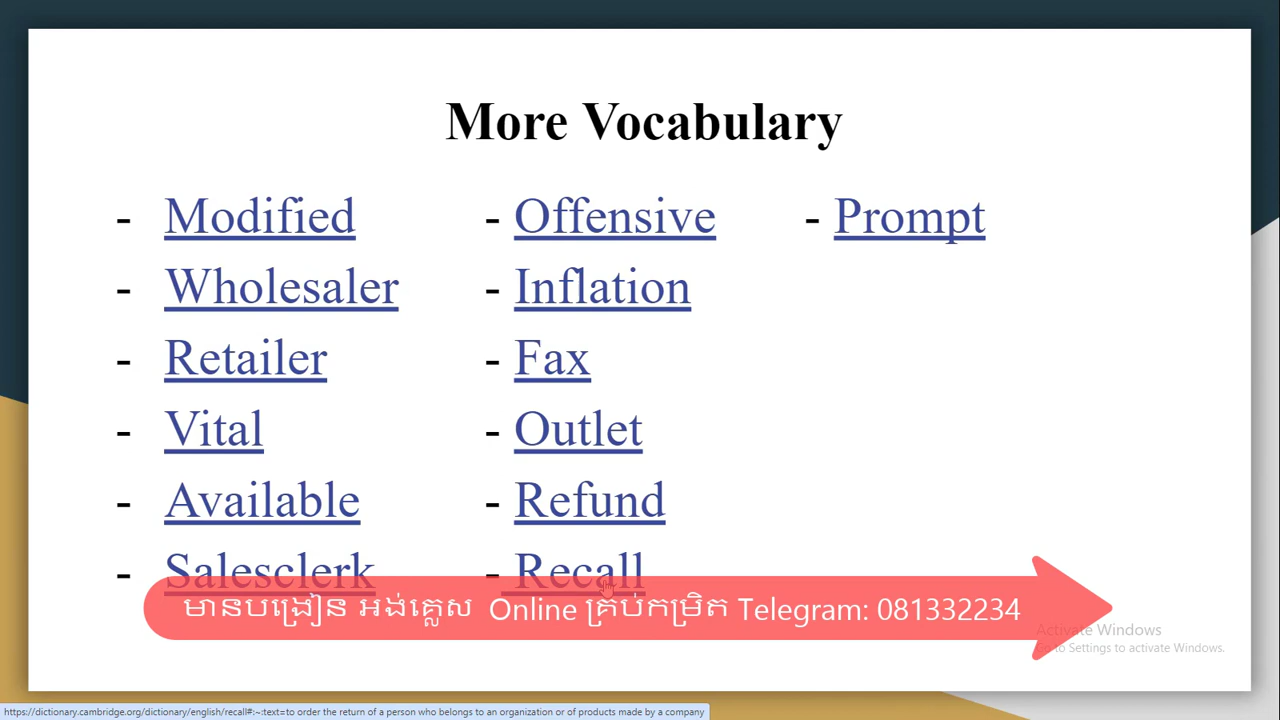 More Vocabulary
- Modified
- Wholesaler
- Retailer
- Vital
- Available
- Salesclerk
- Offensive
- Inflation
- Fax
- Outlet
- Refund
- Recall
- Prompt
មានបង្រៀន អង់គ្លេស Online គ្រប់កម្រិត Telegram: 081332234
Activate Windows
Go to Settings to activate Windows.
https://dictionary.cambridge.org/dictionary/english/recall#:~:text=to order the return of a person who belongs to an organization or of products made by a company